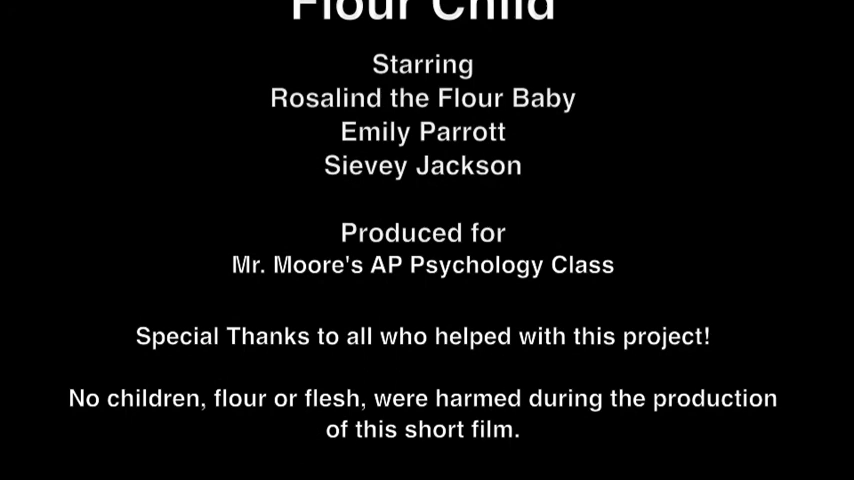 Flour Child
Starring
Rosalind the Flour Baby
Emily Parrott
Sievey Jackson
Produced for
Mr. Moore's AP Psychology Class
Special Thanks to all who helped with this project!
No children, flour or flesh, were harmed during the production
of this short film.